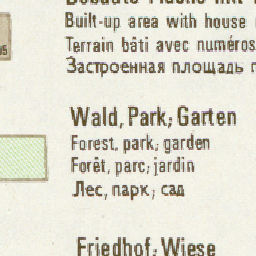 Built-up area with house
Terrain bâti avec numéros
Застроенная площадь
Wald, Park; Garten
Forest, park; garden
Forêt, parc; jardin
Лес, парк; сад
Friedhof; Wiese